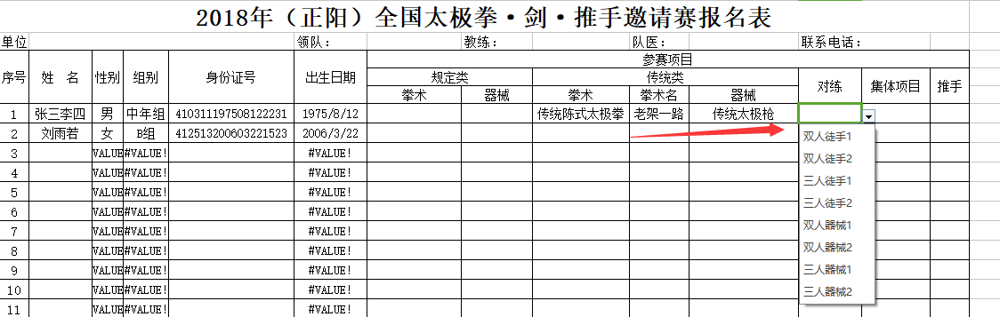 2018年（正阳）全国太极拳·剑·推手邀请赛报名表
单位 领队： 教练： 队医： 联系电话：
序号 姓 名 性别 组别 身份证号 出生日期 参赛项目
规定类 传统类 对练 集体项目 推手
拳术 器械 拳术 拳术名 器械
1 张三李四 男 中年组 410311197508122231 1975/8/12 传统陈式太极拳 老架一路 传统太极枪
2 刘雨若 女 B组 412513200603221523 2006/3/22
3 VALUE #VALUE! #VALUE!
4 VALUE #VALUE! #VALUE!
5 VALUE #VALUE! #VALUE!
6 VALUE #VALUE! #VALUE!
7 VALUE #VALUE! #VALUE!
8 VALUE #VALUE! #VALUE!
9 VALUE #VALUE! #VALUE!
10 VALUE #VALUE! #VALUE!
11 VALUE #VALUE! #VALUE!
双人徒手1
双人徒手2
三人徒手1
三人徒手2
双人器械1
双人器械2
三人器械1
三人器械2